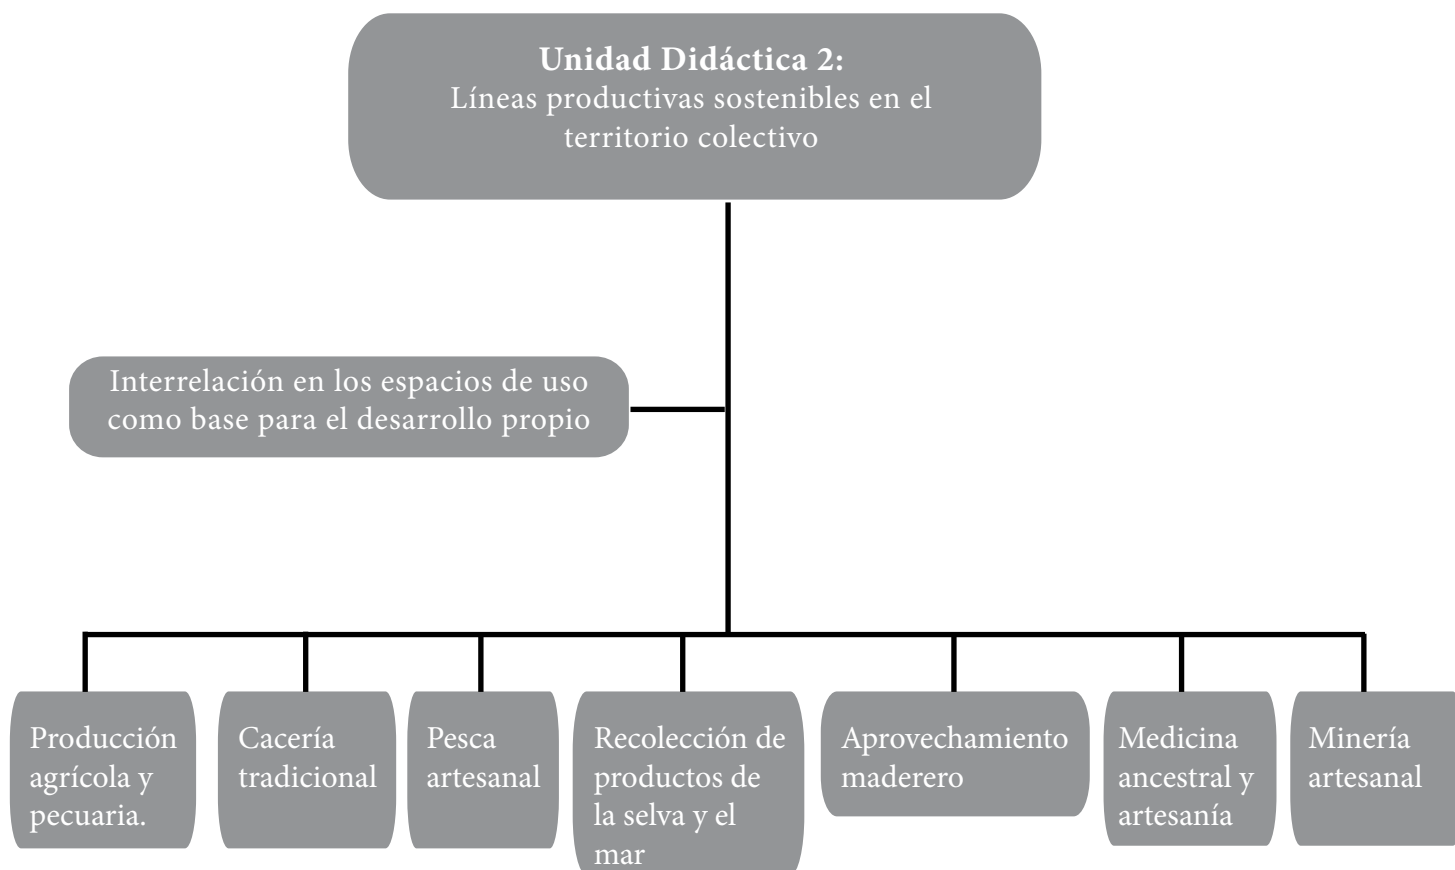 Unidad Didáctica 2:
Líneas productivas sostenibles en el
territorio colectivo
Interrelación en los espacios de uso
como base para el desarrollo propio
Producción
agrícola y
pecuaria.
Cacería
tradicional
Pesca
artesanal
Recolección de
productos de
la selva y el
mar
Aprovechamiento
maderero
Medicina
ancestral y
artesanía
Minería
artesanal